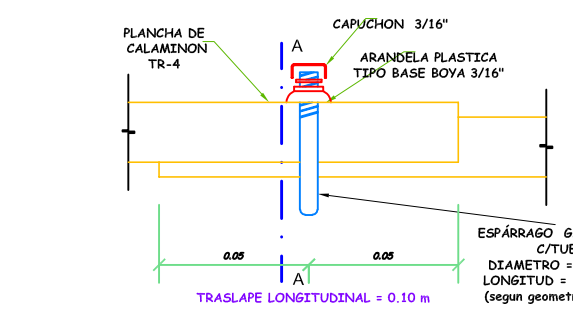 CAPUCHON 3/16"
PLANCHA DE
CALAMINON
TR-4
A
ARANDELA PLASTICA
TIPO BASE BOYA 3/16"
ESPÁRRAGO G
C/TUE
DIAMETRO =
LONGITUD =
(segun geometr
0.05
0.05
A
TRASLAPE LONGITUDINAL = 0.10 m